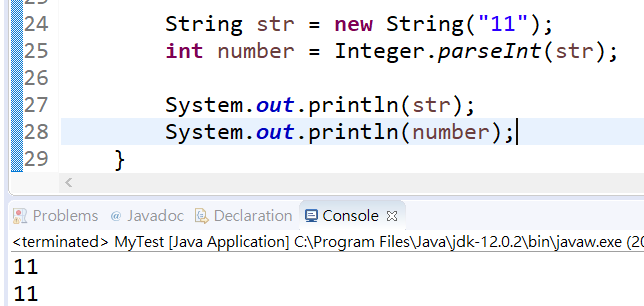 24 String str = new String("11");
25 int number = Integer.parseInt(str);
26
27 System.out.println(str);
28 System.out.println(number);
29 }
Problems @ Javadoc Declaration Console
<terminated> MyTest [Java Application] C:\Program Files\Java\jdk-12.0.2\bin\javaw.exe (20
11
11